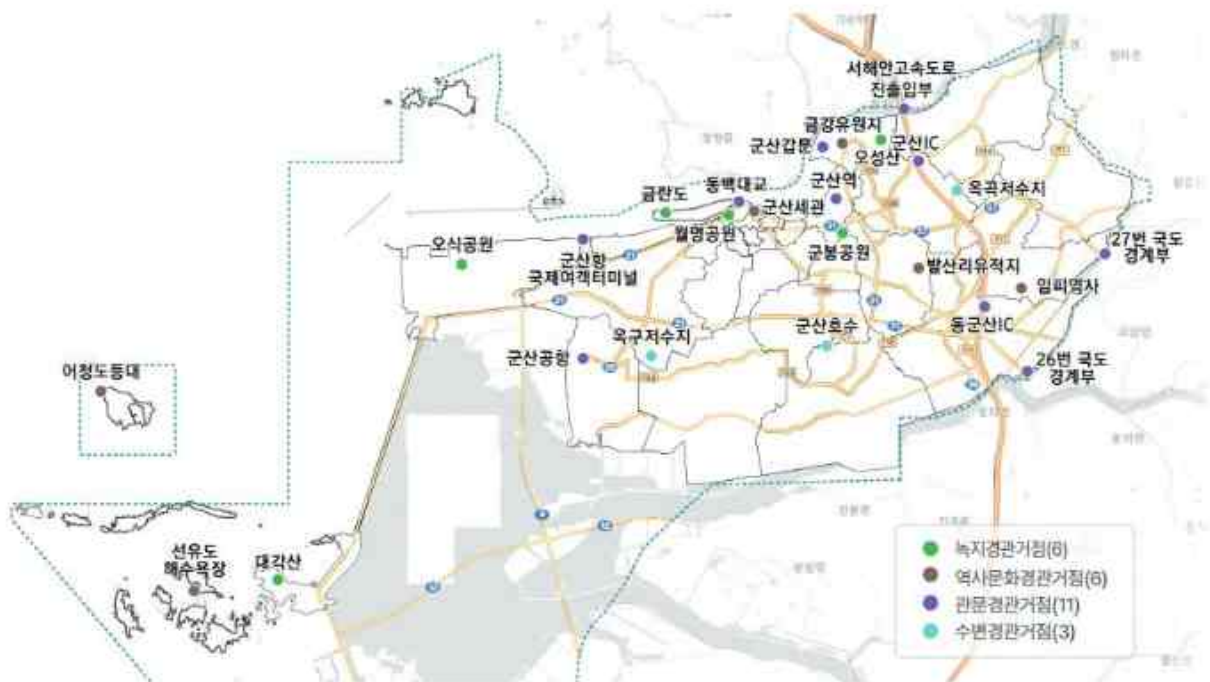 서해안고속도로
진출입부
금강유원지
군산갑문
군산IC
오성산
동백대교
군산역
옥곡저수지
금란도
군산세관
월명공원
오식공원
군산항
국제여객터미널
군봉공원
27번 국도
경계부
발산리유적지
임피역사
옥구저수지
군산호수
동군산IC
군산공항
26번 국도
경계부
어청도등대
선유도
해수욕장
대각산
녹지경관거점(6)
역사문화경관거점(6)
관문경관거점(11)
수변경관거점(3)